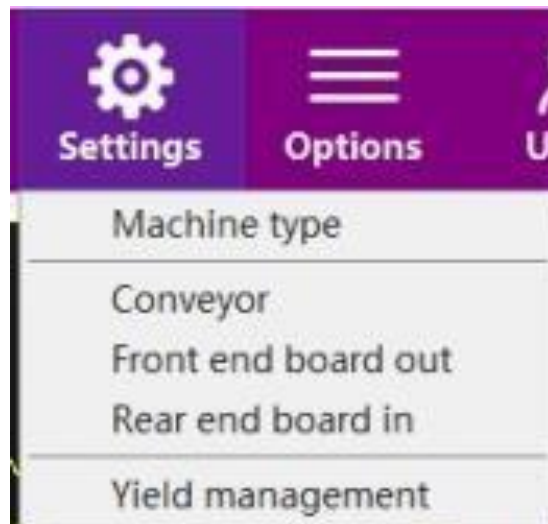 Settings
Options
U
Machine type
Conveyor
Front end board out
Rear end board in
Yield management